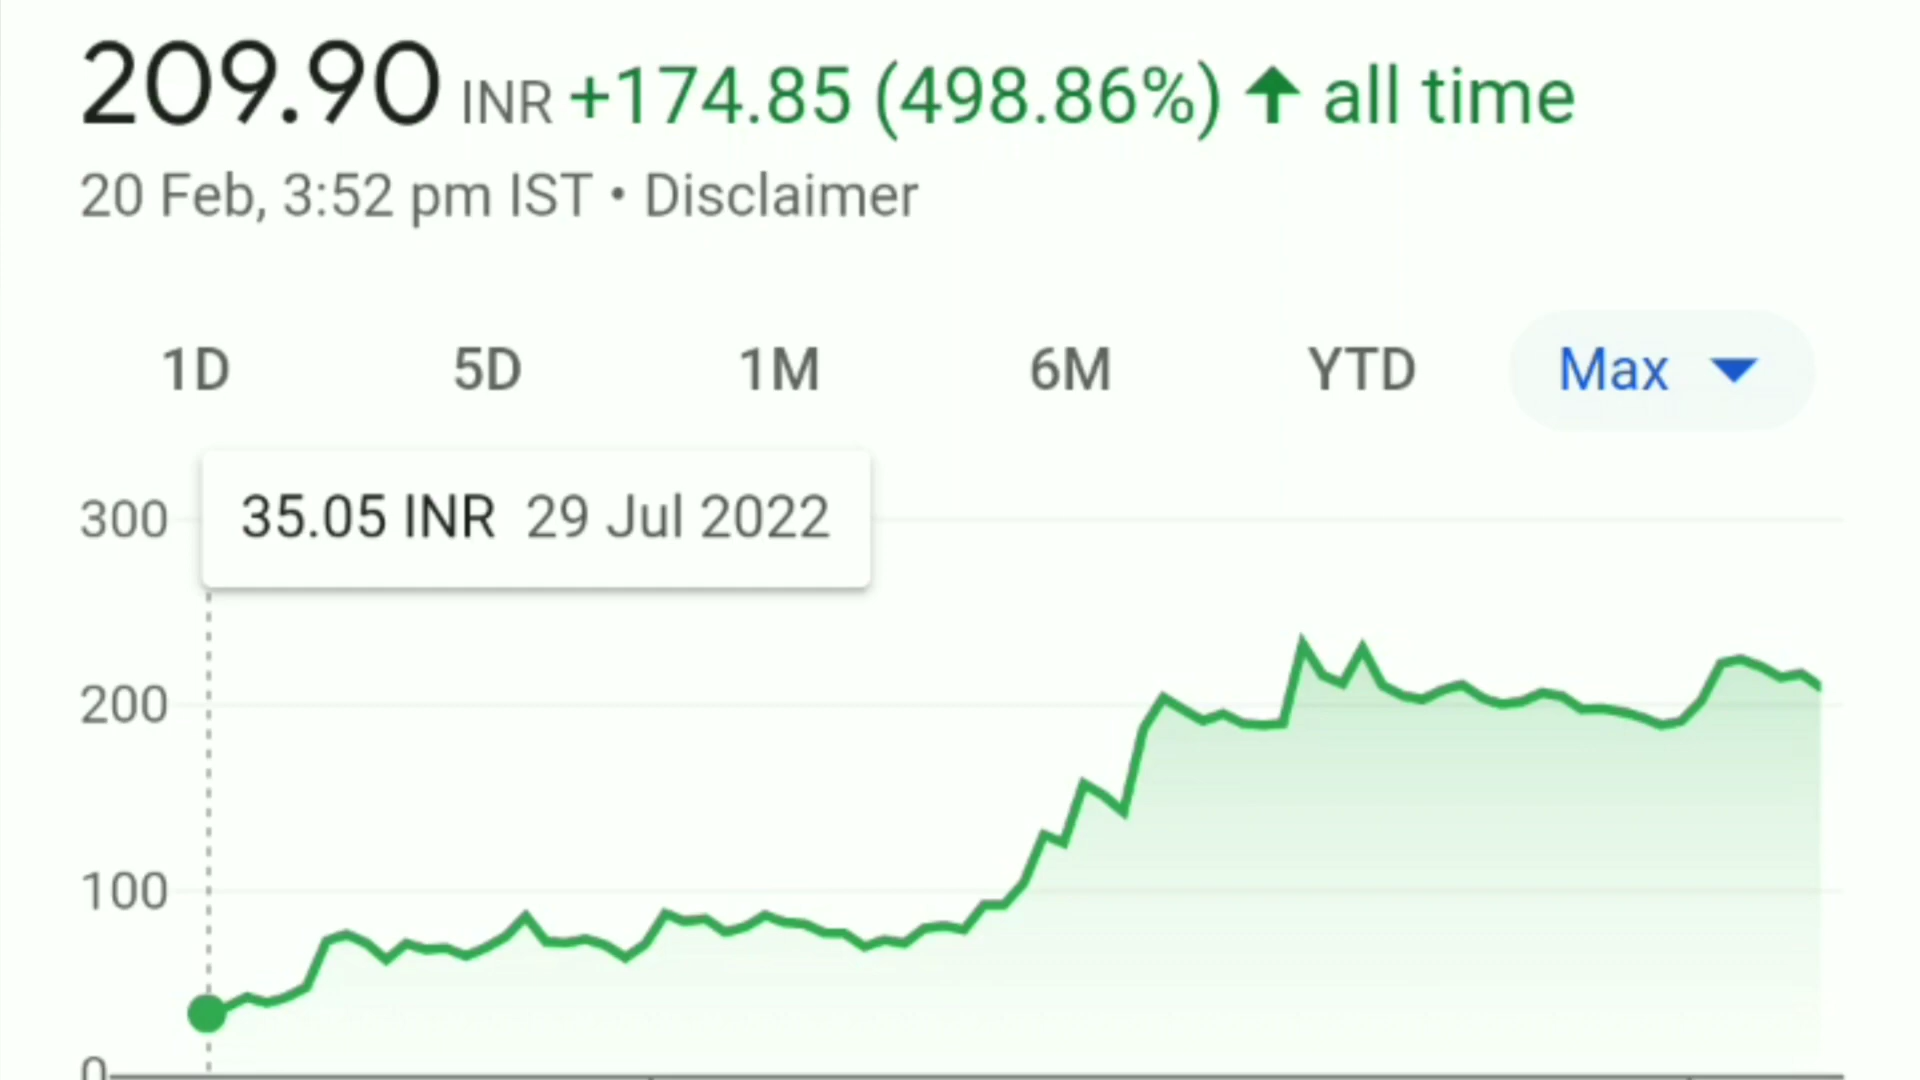 209.90 INR +174.85 (498.86%) ↑ all time
20 Feb, 3:52 pm IST • Disclaimer
1D 5D 1M 6M YTD Max
35.05 INR 29 Jul 2022
300
200
100
0